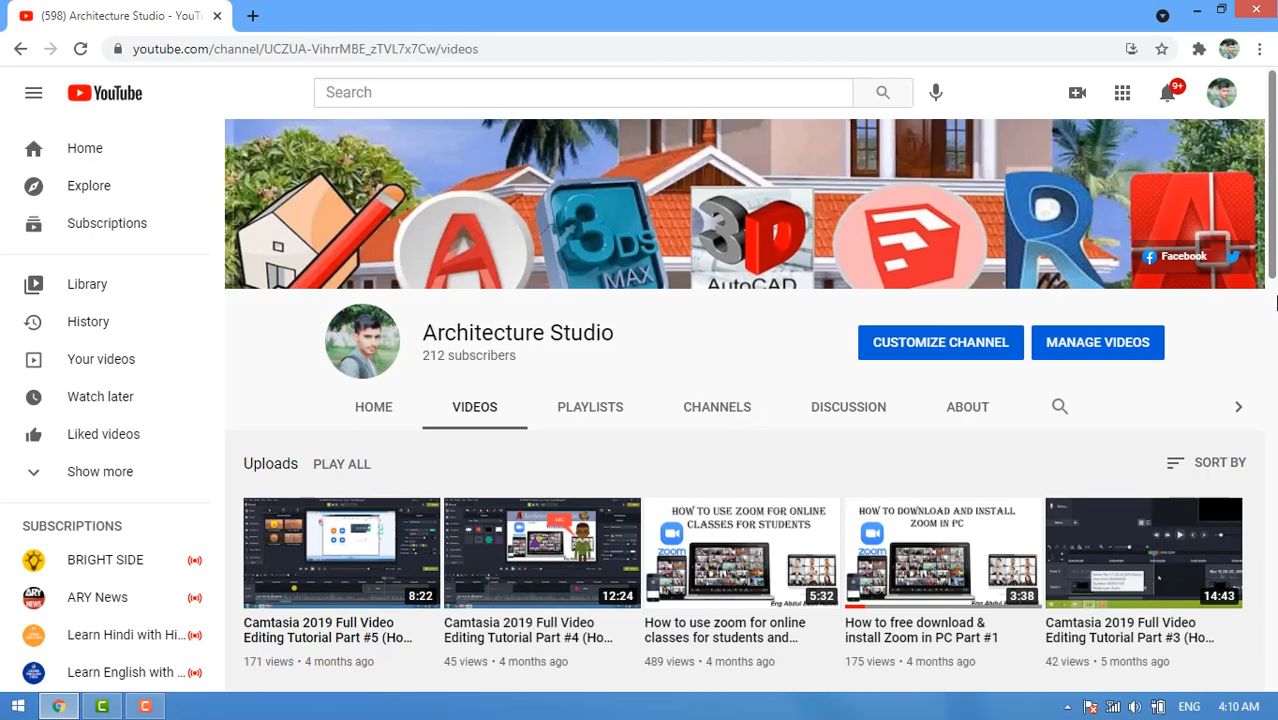 (598) Architecture Studio - YouTu
youtube.com/channel/UCZUA-VihrrMBE_zTVL7x7Cw/videos
YouTube
Search
9+
Home
Explore
Subscriptions
Library
History
Your videos
Watch later
Liked videos
Show more
SUBSCRIPTIONS
BRIGHT SIDE
ARY News
Learn Hindi with Hi...
Learn English with ...
A
3DS
MAX
3D
AutoCAD
R
A
Facebook
Architecture Studio
212 subscribers
CUSTOMIZE CHANNEL
MANAGE VIDEOS
HOME VIDEOS PLAYLISTS CHANNELS DISCUSSION ABOUT
Uploads PLAY ALL
SORT BY
8:22
12:24
HOW TO USE ZOOM FOR ONLINE
CLASSES FOR STUDENTS
zoom
5:32
HOW TO DOWNLOAD AND INSTALL
ZOOM IN PC
zoom
3:38
14:43
Camtasia 2019 Full Video
Editing Tutorial Part #5 (Ho...
171 views • 4 months ago
Camtasia 2019 Full Video
Editing Tutorial Part #4 (Ho...
45 views • 4 months ago
How to use zoom for online
classes for students and...
489 views • 4 months ago
How to free download &
install Zoom in PC Part #1
175 views • 4 months ago
Camtasia 2019 Full Video
Editing Tutorial Part #3 (Ho...
42 views • 5 months ago
ENG
4:10 AM